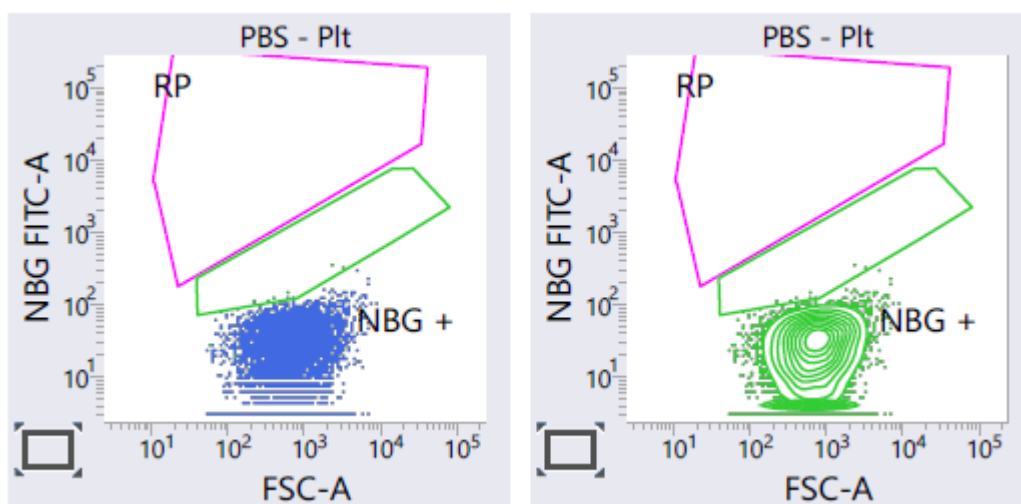 PBS - Plt
RP
10^5
10^4
10^3
10^2
10^1
NBG FITC-A
NBG +
10^1 10^2 10^3 10^4 10^5
FSC-A
PBS - Plt
RP
10^5
10^4
10^3
10^2
10^1
NBG FITC-A
NBG +
10^1 10^2 10^3 10^4 10^5
FSC-A